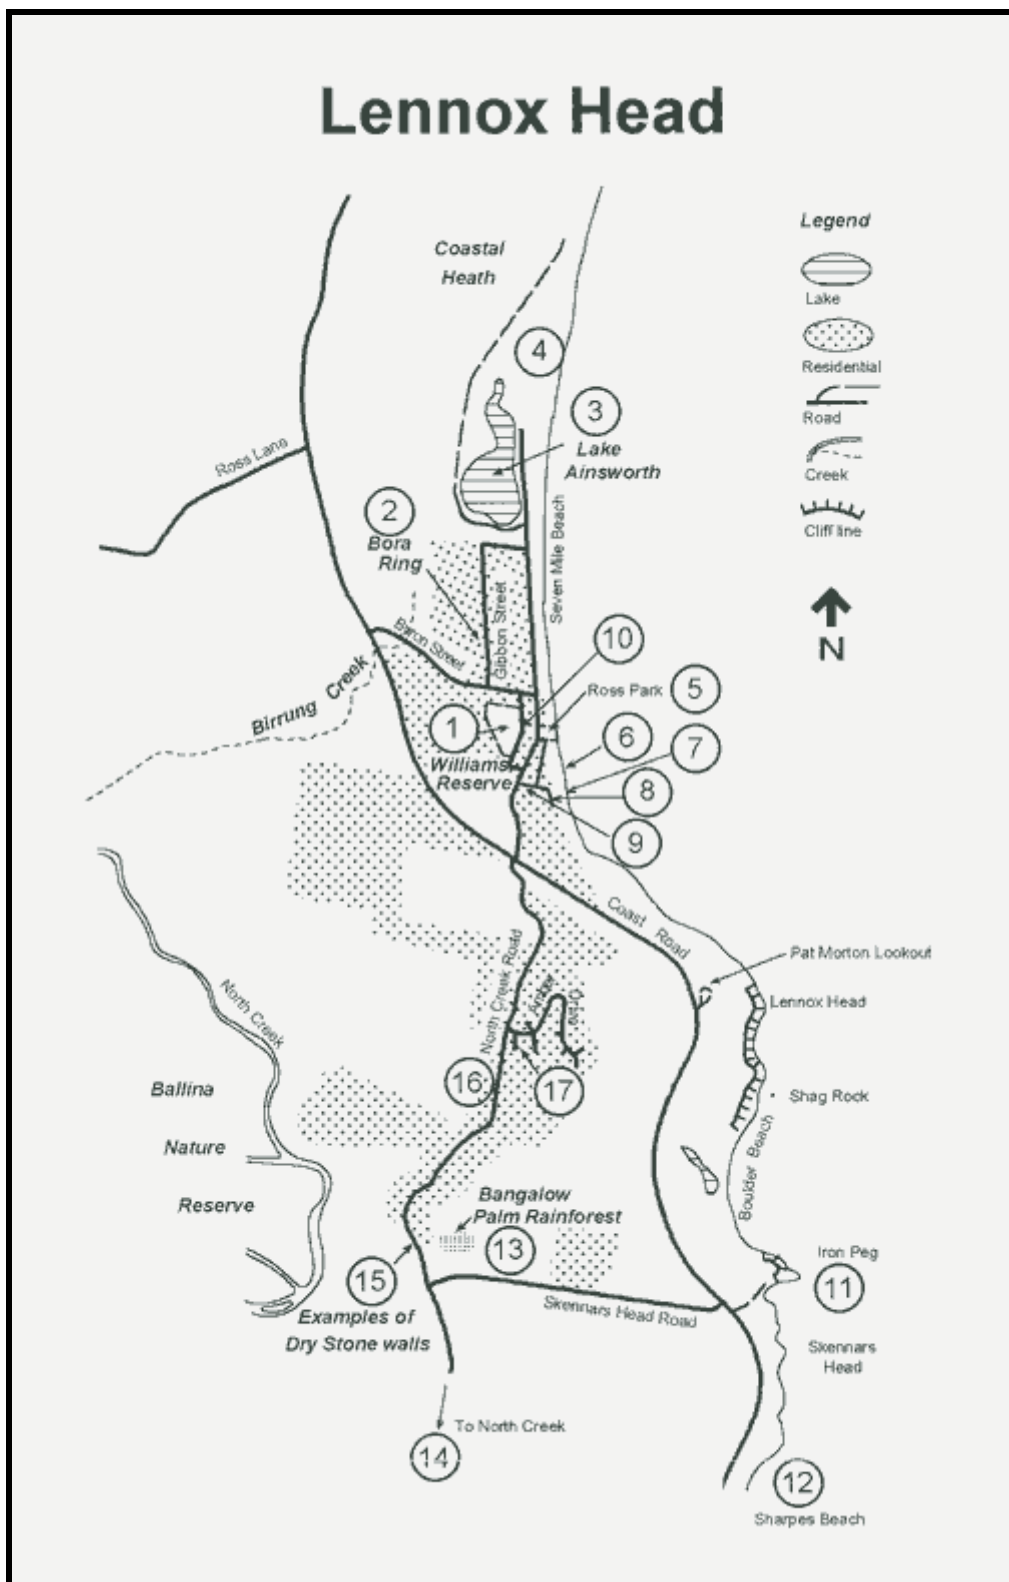 Lennox Head
Coastal
Heath
Legend
Lake
Residential
Road
Creek
Cliff line
N
4
3
Lake
Ainsworth
Ross Lane
2
Bora
Ring
Seven Mile Beach
Gibbon Street
Byron Street
10
Ross Park
5
Birrung Creek
1
Williams
Reserve
6
7
8
9
Coast Road
Pat Morton Lookout
Lennox Head
North Creek Road
Amber Drive
North Creek
16
17
Shag Rock
Ballina
Nature
Reserve
Boulder Beach
Bangalow
Palm Rainforest
13
Iron Peg
11
15
Examples of
Dry Stone walls
Skennars Head Road
Skennars
Head
To North Creek
14
12
Sharpes Beach